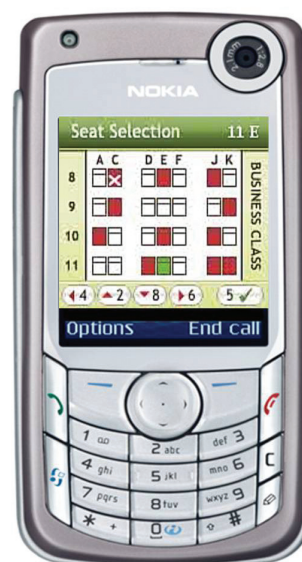 NOKIA
Seat Selection 11 E
A C D E F J K
8
9
10
11
BUSINESS CLASS
4 2 8 6 5
Options End call
1 2 abc def 3
4 ghi 5 jkl mno 6 C
7 pqrs 8 tuv wxyz 9
* + 0 #